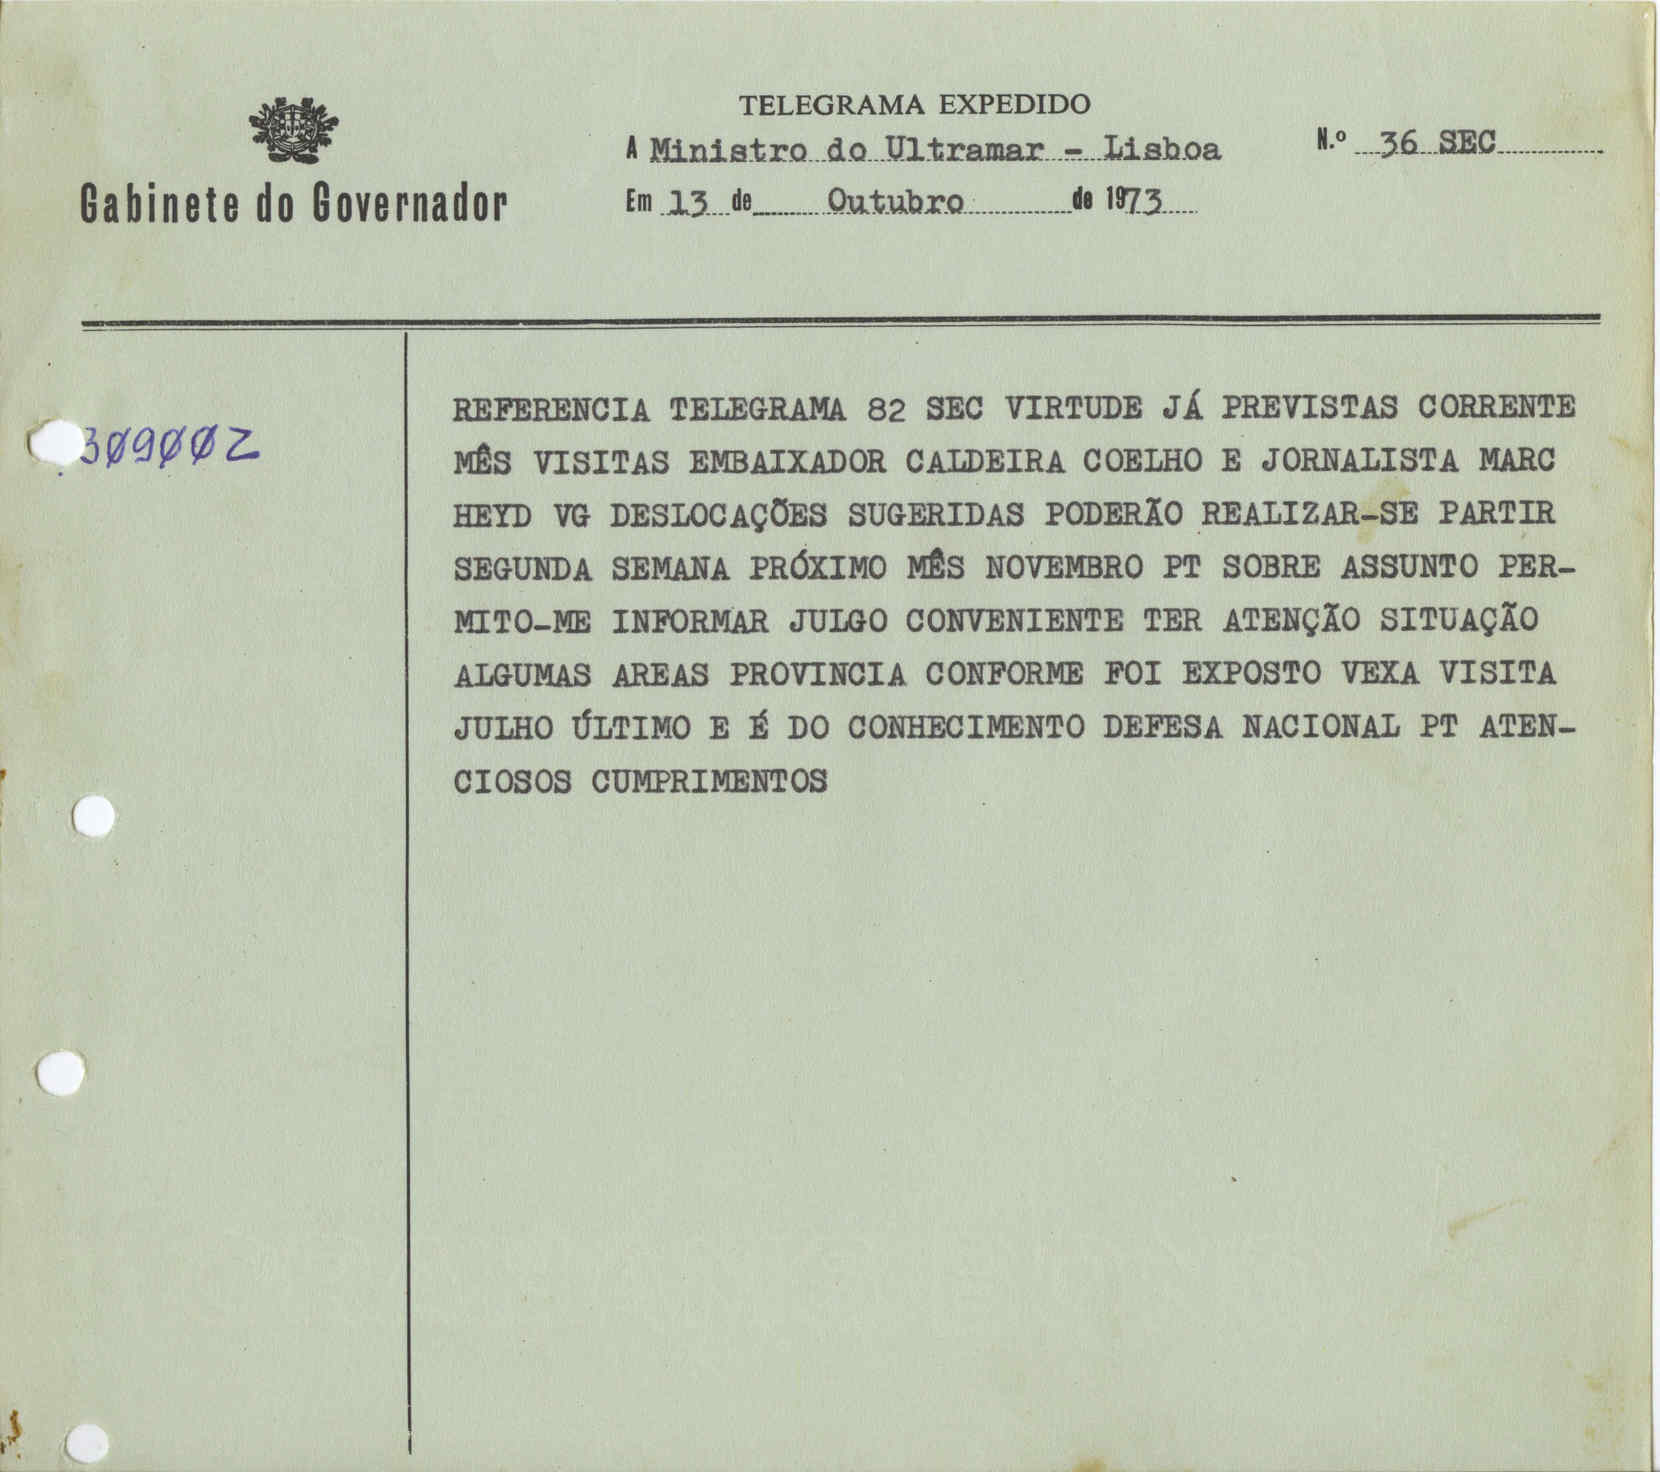 TELEGRAMA EXPEDIDO
A Ministro do Ultramar - Lisboa
N.º 36 SEC
Gabinete do Governador
Em 13 de Outubro de 1973
309002
REFERENCIA TELEGRAMA 82 SEC VIRTUDE JÁ PREVISTAS CORRENTE
MÊS VISITAS EMBAIXADOR CALDEIRA COELHO E JORNALISTA MARC
HEYD VG DESLOCAÇÕES SUGERIDAS PODERÃO REALIZAR-SE PARTIR
SEGUNDA SEMANA PRÓXIMO MÊS NOVEMBRO PT SOBRE ASSUNTO PER-
MITO-ME INFORMAR JULGO CONVENIENTE TER ATENÇÃO SITUAÇÃO
ALGUMAS AREAS PROVINCIA CONFORME FOI EXPOSTO VEXA VISITA
JULHO ÚLTIMO E É DO CONHECIMENTO DEFESA NACIONAL PT ATEN-
CIOSOS CUMPRIMENTOS